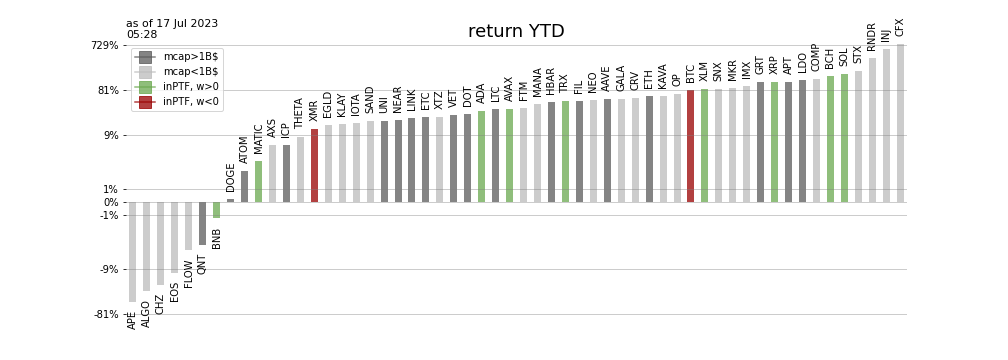 as of 17 Jul 2023
05:28
return YTD
729%
81%
9%
1%
0%
-1%
-9%
-81%
mcap>1B$
mcap<1B$
inPTF, w>0
inPTF, w<0
APE
ALGO
CHZ
EOS
FLOW
QNT
BNB
DOGE
ATOM
MATIC
AXS
ICP
THETA
XMR
EGLD
KLAY
IOTA
SAND
UNI
NEAR
LINK
ETC
XTZ
VET
DOT
ADA
LTC
AVAX
FTM
MANA
HBAR
TRX
FIL
NEO
AAVE
GALA
CRV
ETH
KAVA
OP
BTC
XLM
SNX
MKR
IMX
GRT
XRP
APT
LDO
COMP
BCH
SOL
STX
RNDR
INJ
CFX